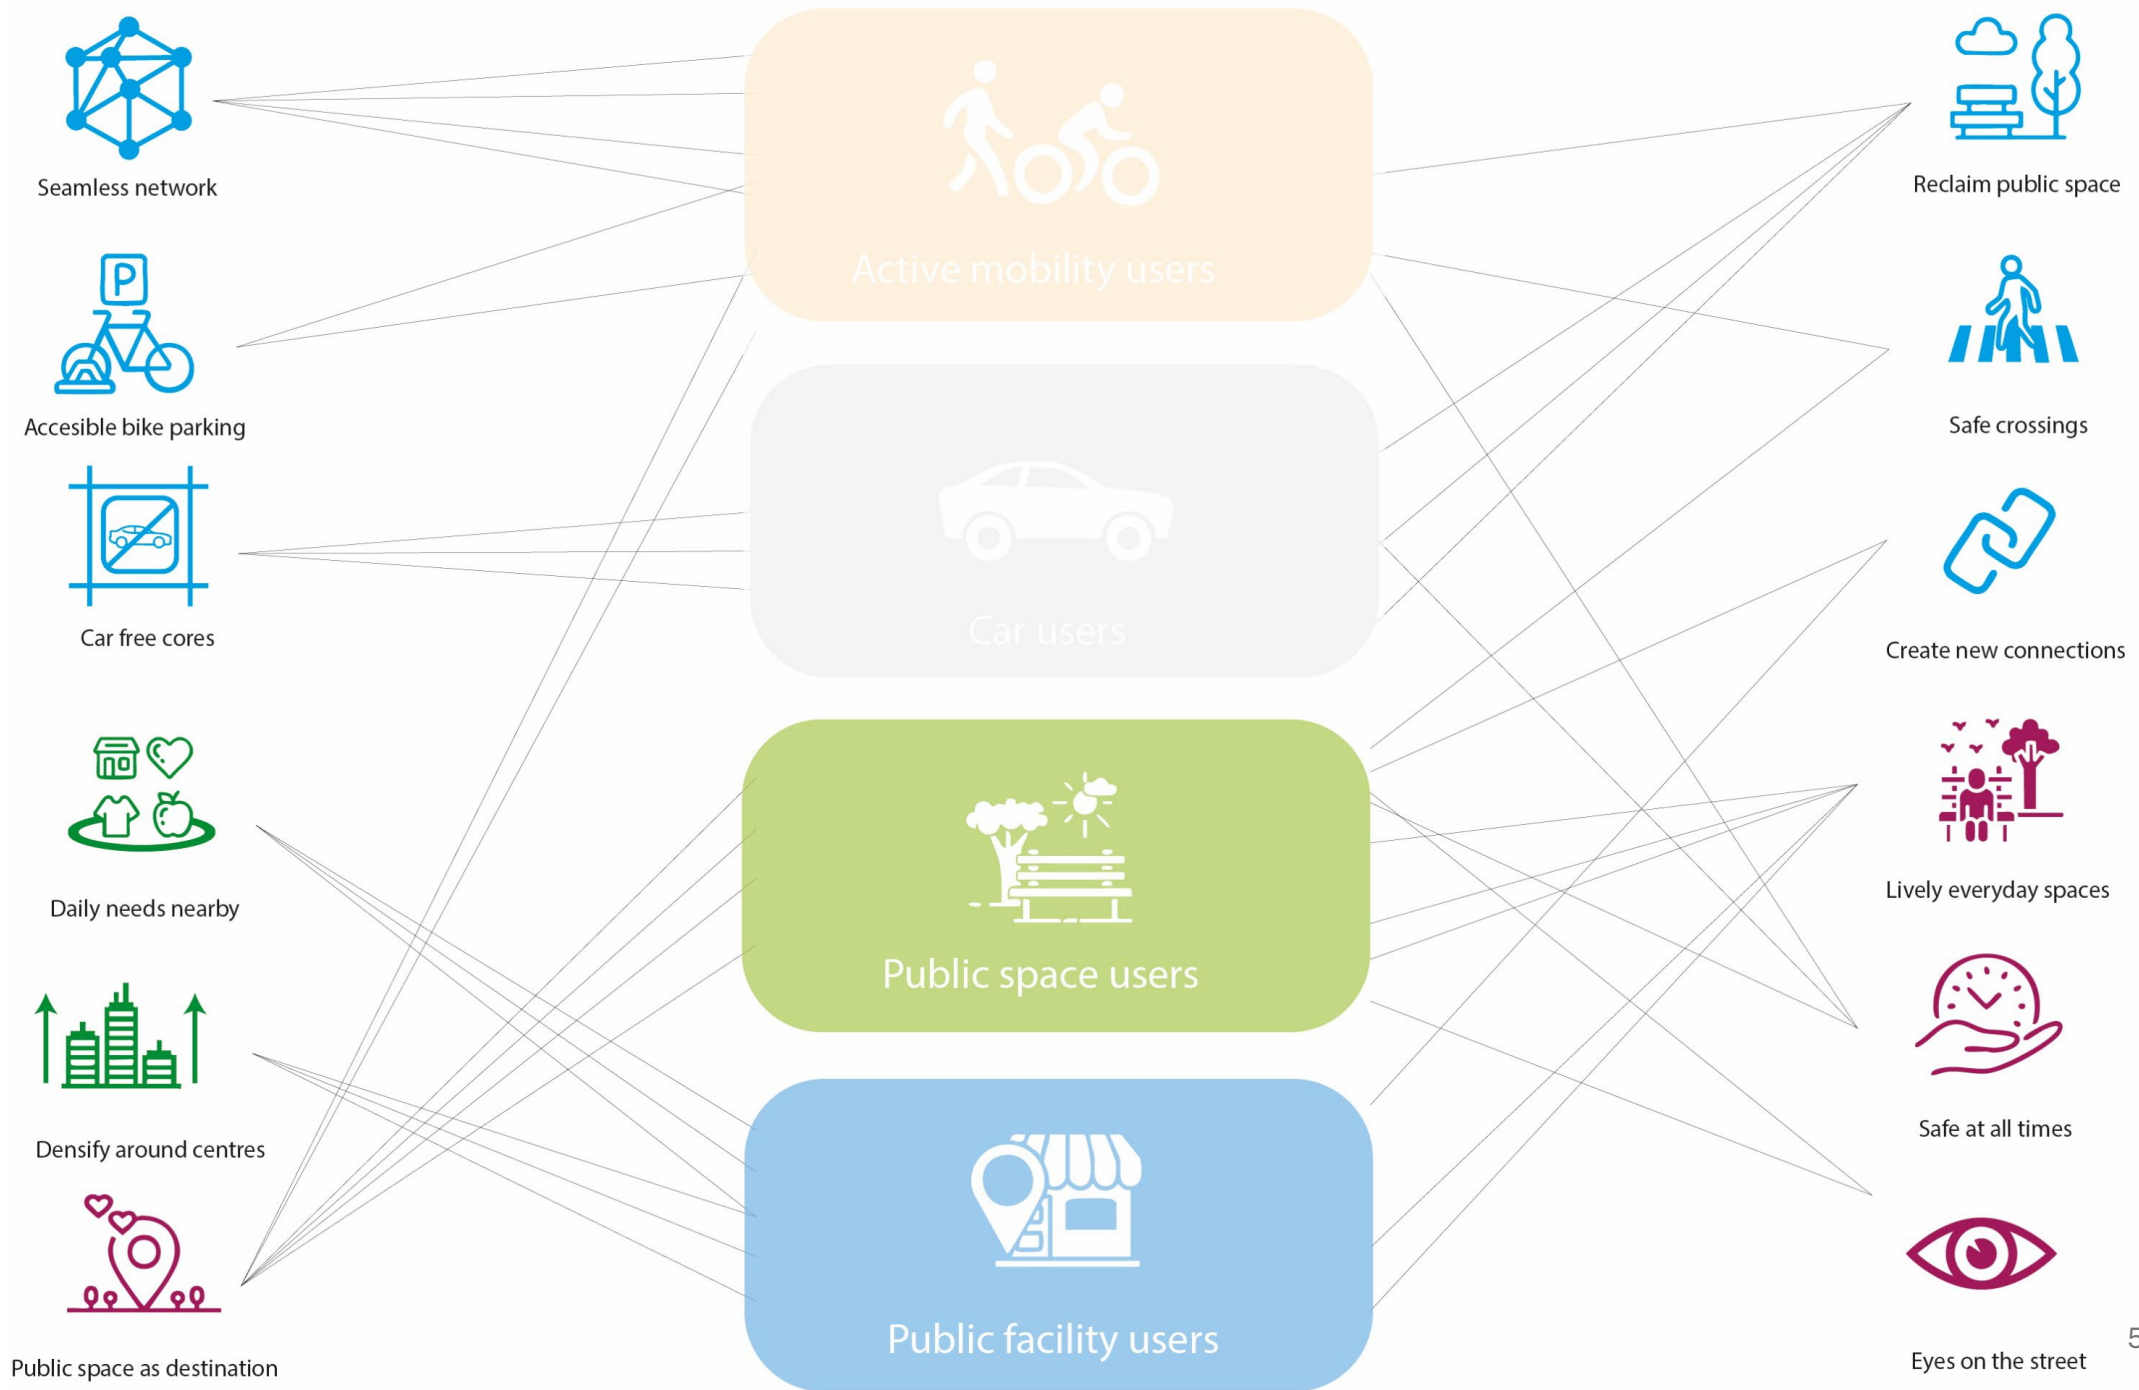 Seamless network
P
Accesible bike parking
Car free cores
Daily needs nearby
Densify around centres
Public space as destination
Active mobility users
Car users
Public space users
Public facility users
Reclaim public space
Safe crossings
Create new connections
Lively everyday spaces
Safe at all times
Eyes on the street
5